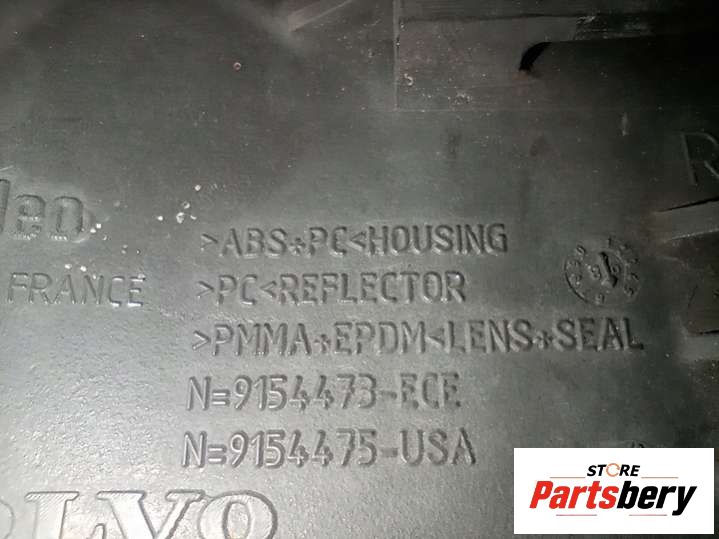 >ABS+PC<HOUSING
FRANCE >PC<REFLECTOR
>PMMA+EPDM<LENS+SEAL
N=9154473-ECE
N=9154475-USA
STORE
Partsbery